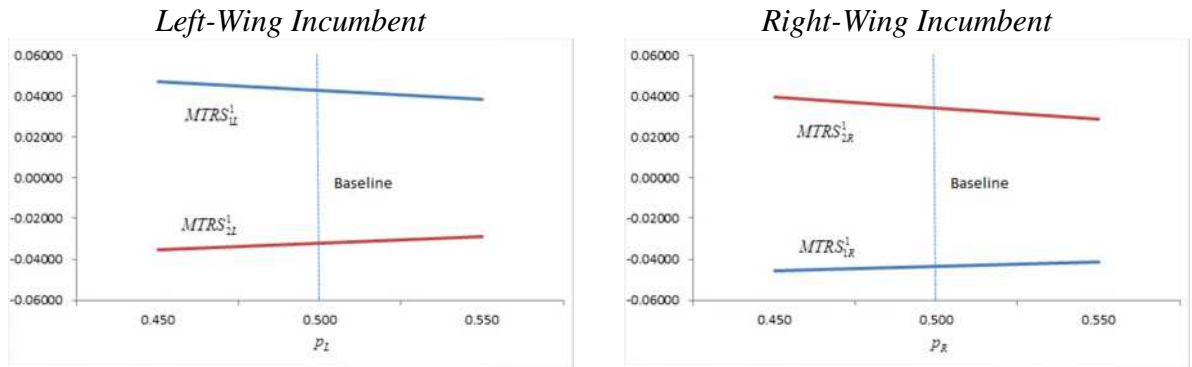 Left-Wing Incumbent
0.06000
0.04000
0.02000
0.00000
-0.02000
-0.04000
-0.06000
MTRS¹₁L
Baseline
MTRS¹₂L
0.450 0.500 0.550
p_L
Right-Wing Incumbent
0.06000
0.04000
0.02000
0.00000
-0.02000
-0.04000
-0.06000
MTRS¹₂R
Baseline
MTRS¹₁R
0.450 0.500 0.550
p_R